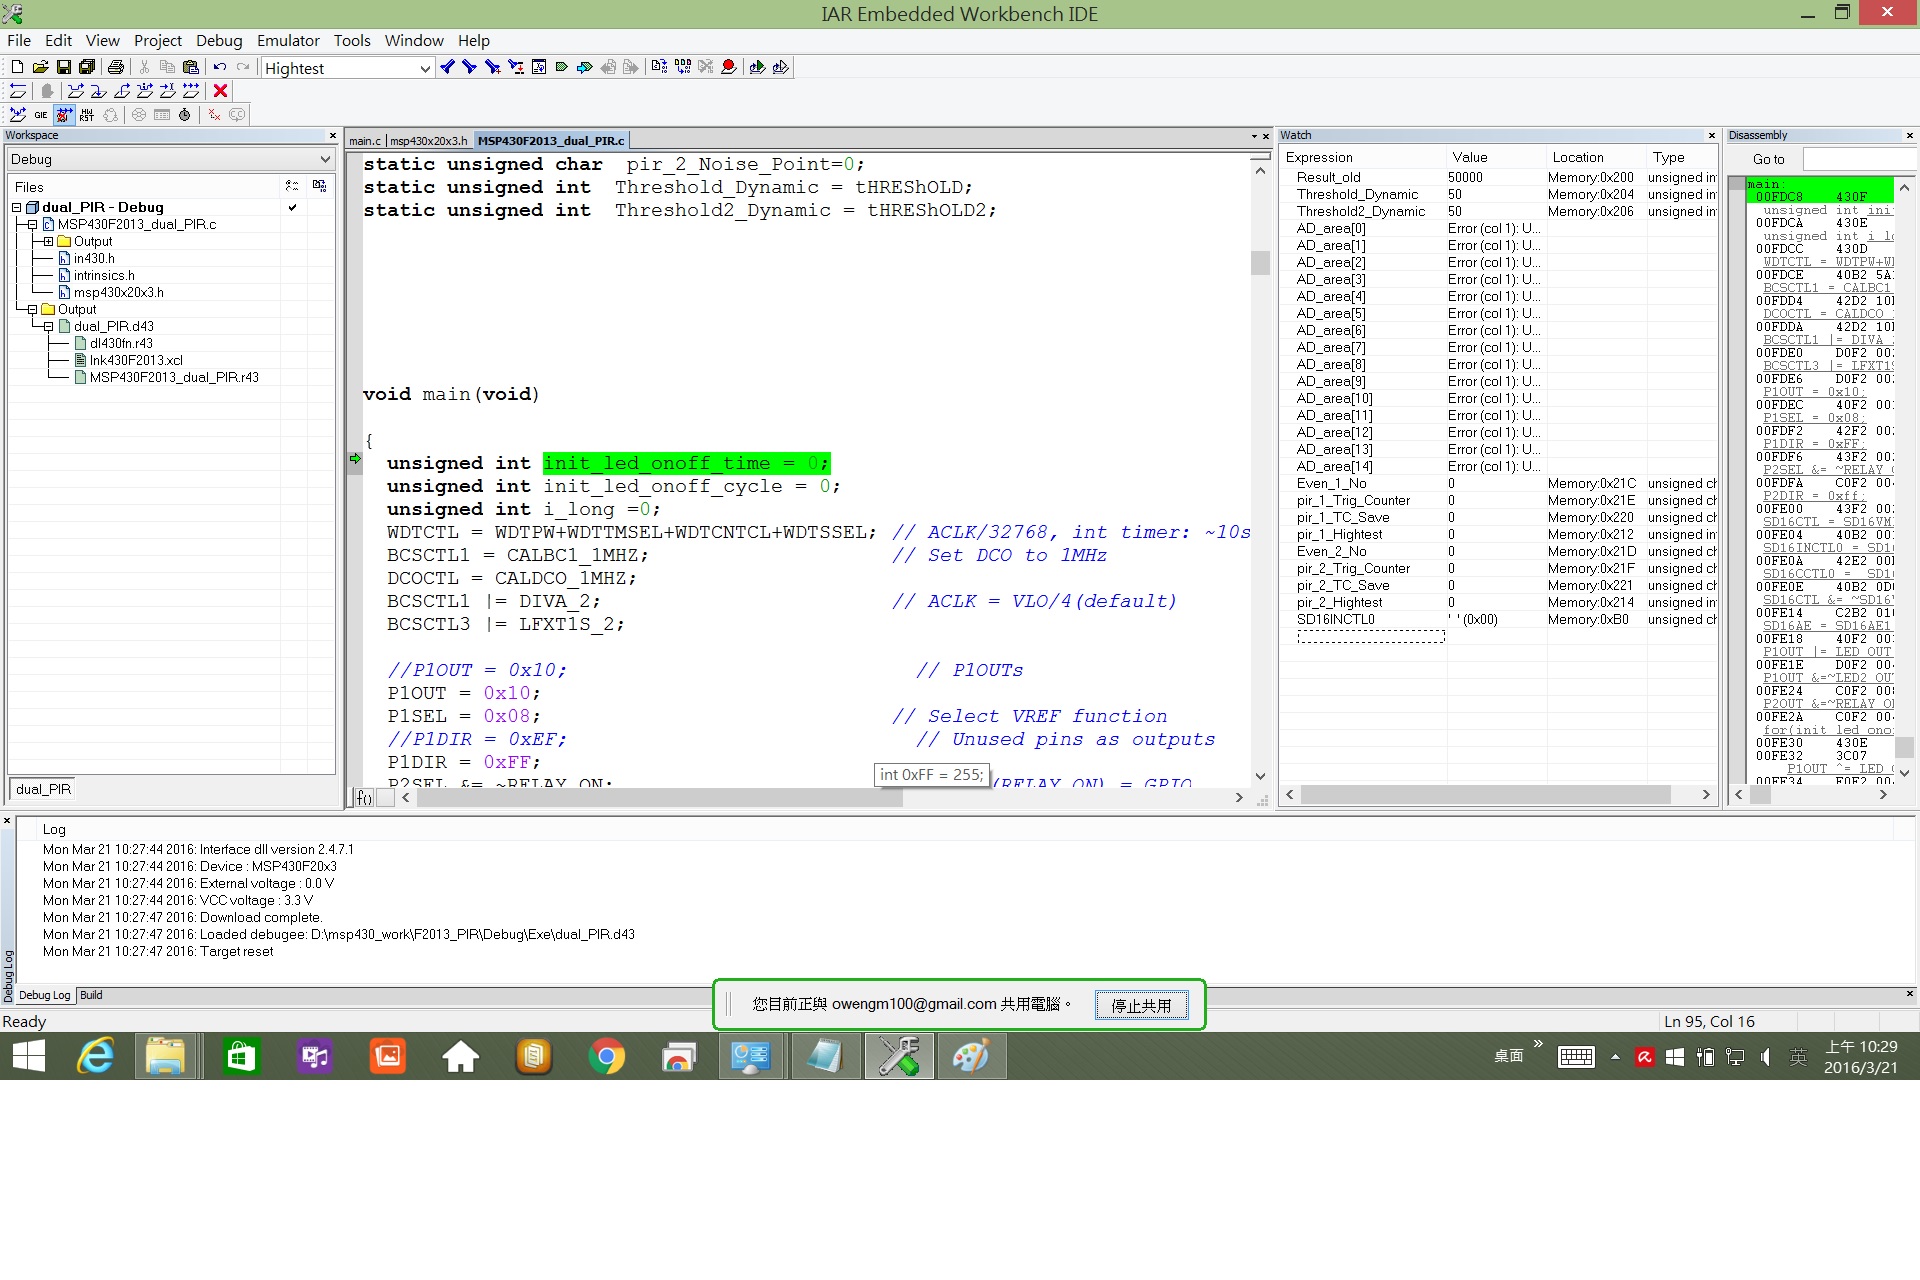 IAR Embedded Workbench IDE
File Edit View Project Debug Emulator Tools Window Help
Hightest
GIE
HW RST
Workspace
Debug
Files
dual_PIR - Debug
MSP430F2013_dual_PIR.c
Output
in430.h
intrinsics.h
msp430x20x3.h
Output
dual_PIR.d43
dl430fn.r43
lnk430F2013.xcl
MSP430F2013_dual_PIR.r43
dual_PIR
main.c | msp430x20x3.h MSP430F2013_dual_PIR.c
static unsigned char pir_2_Noise_Point=0;
static unsigned int Threshold_Dynamic = tHREShOLD;
static unsigned int Threshold2_Dynamic = tHREShOLD2;
void main(void)
{
unsigned int init_led_onoff_time = 0;
unsigned int init_led_onoff_cycle = 0;
unsigned int i_long =0;
WDTCTL = WDTPW+WDTTMSEL+WDTCNTCL+WDTSSEL; // ACLK/32768, int timer: ~10s
BCSCTL1 = CALBC1_1MHZ; // Set DCO to 1MHz
DCOCTL = CALDCO_1MHZ;
BCSCTL1 |= DIVA_2; // ACLK = VLO/4(default)
BCSCTL3 |= LFXT1S_2;
//P1OUT = 0x10; // P1OUTs
P1OUT = 0x10;
P1SEL = 0x08; // Select VREF function
//P1DIR = 0xEF; // Unused pins as outputs
P1DIR = 0xFF;
int 0xFF = 255;
P2SEL &= ~RELAY_ON; (RELAY_ON) = GPIO
f()
Watch
Expression Value Location Type
Result_old 50000 Memory:0x200 unsigned in
Threshold_Dynamic 50 Memory:0x204 unsigned in
Threshold2_Dynamic 50 Memory:0x206 unsigned in
AD_area[0] Error (col 1): U...
AD_area[1] Error (col 1): U...
AD_area[2] Error (col 1): U...
AD_area[3] Error (col 1): U...
AD_area[4] Error (col 1): U...
AD_area[5] Error (col 1): U...
AD_area[6] Error (col 1): U...
AD_area[7] Error (col 1): U...
AD_area[8] Error (col 1): U...
AD_area[9] Error (col 1): U...
AD_area[10] Error (col 1): U...
AD_area[11] Error (col 1): U...
AD_area[12] Error (col 1): U...
AD_area[13] Error (col 1): U...
AD_area[14] Error (col 1): U...
Even_1_No 0 Memory:0x21C unsigned ch
pir_1_Trig_Counter 0 Memory:0x21E unsigned ch
pir_1_TC_Save 0 Memory:0x220 unsigned ch
pir_1_Hightest 0 Memory:0x212 unsigned in
Even_2_No 0 Memory:0x21D unsigned ch
pir_2_Trig_Counter 0 Memory:0x21F unsigned ch
pir_2_TC_Save 0 Memory:0x221 unsigned ch
pir_2_Hightest 0 Memory:0x214 unsigned in
SD16INCTL0 ' ' (0x00) Memory:0xB0 unsigned ch
Disassembly
Go to
main:
00FDC8 430F
unsigned int ini
00FDCA 430E
unsigned int i_lo
00FDCC 430D
WDTCTL = WDTPW+W
00FDCE 40B2 5A
BCSCTL1 = CALBC1
00FDD4 42D2 10
DCOCTL = CALDCO
00FDDA 42D2 10
BCSCTL1 |= DIVA
00FDE0 D0F2 00
BCSCTL3 |= LFXT1S
00FDE6 D0F2 00
P1OUT = 0x10;
00FDEC 40F2 00
P1SEL = 0x08;
00FDF2 42F2 00
P1DIR = 0xFF;
00FDF6 43F2 00
P2SEL &= ~RELAY_O
00FDFA C0F2 00
P2DIR = 0xff;
00FE00 43F2 00
SD16CTL = SD16VM
00FE04 40B2 00
SD16INCTL0 = SD1
00FE0A 42E2 00
SD16CCTL0 = SD1
00FE0E 40B2 0D
SD16CTL &= ~SD16V
00FE14 C2B2 01
SD16AE = SD16AE1
00FE18 40F2 00
P1OUT |= LED_OUT
00FE1E D0F2 00
P1OUT &=~LED2_OU
00FE24 C0F2 00
P2OUT &=~RELAY_O
00FE2A C0F2 00
for(init_led_ono
00FE30 430E
00FE32 3C07
P1OUT ^= LED_
00FE34 E0F2 00
Log
Mon Mar 21 10:27:44 2016: Interface dll version 2.4.7.1
Mon Mar 21 10:27:44 2016: Device : MSP430F20x3
Mon Mar 21 10:27:44 2016: External voltage : 0.0 V
Mon Mar 21 10:27:44 2016: VCC voltage : 3.3 V
Mon Mar 21 10:27:47 2016: Download complete.
Mon Mar 21 10:27:47 2016: Loaded debugee: D:\msp430_work\F2013_PIR\Debug\Exe\dual_PIR.d43
Mon Mar 21 10:27:47 2016: Target reset
Debug Log
Debug Log Build
您目前正與 owengm100@gmail.com 共用電腦。 停止共用
Ready
Ln 95, Col 16
桌面
英
上午 10:29
2016/3/21